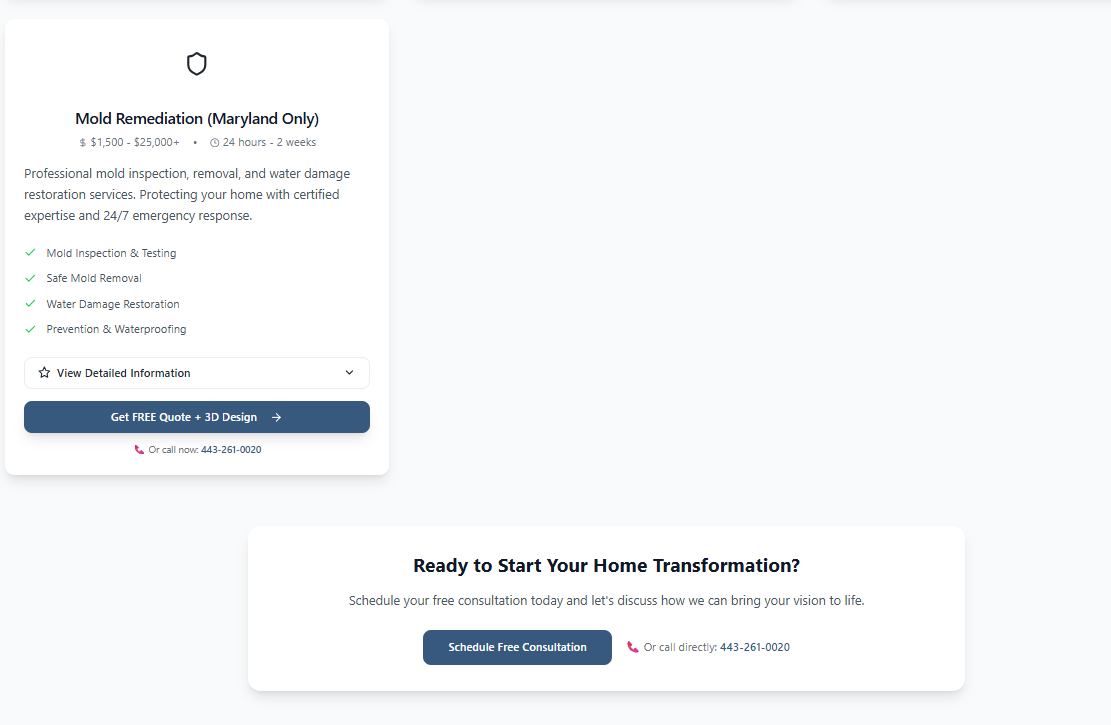 Mold Remediation (Maryland Only)
$ $1,500 - $25,000+ • 24 hours - 2 weeks
Professional mold inspection, removal, and water damage
restoration services. Protecting your home with certified
expertise and 24/7 emergency response.
Mold Inspection & Testing
Safe Mold Removal
Water Damage Restoration
Prevention & Waterproofing
View Detailed Information
Get FREE Quote + 3D Design →
Or call now: 443-261-0020
Ready to Start Your Home Transformation?
Schedule your free consultation today and let's discuss how we can bring your vision to life.
Schedule Free Consultation
Or call directly: 443-261-0020